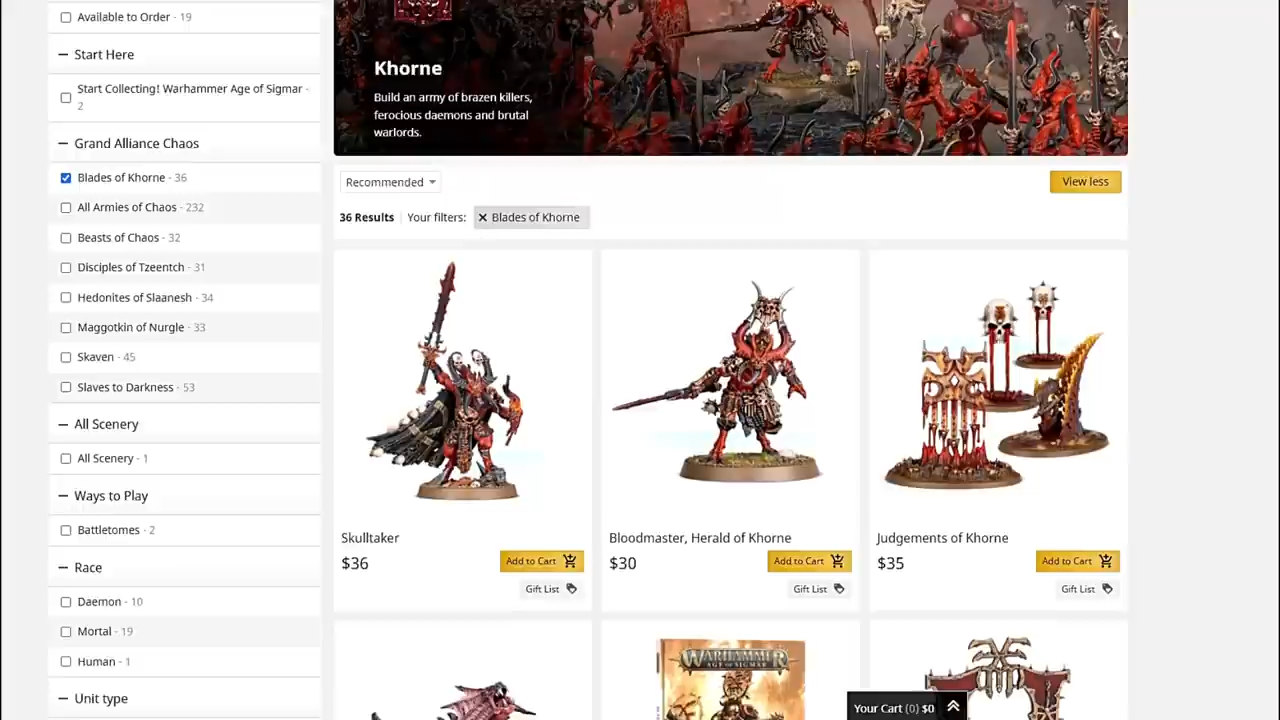 Available to Order - 19
Start Here
Start Collecting! Warhammer Age of Sigmar -
2
Grand Alliance Chaos
Blades of Khorne - 36
All Armies of Chaos - 232
Beasts of Chaos - 32
Disciples of Tzeentch - 31
Hedonites of Slaanesh - 34
Maggotkin of Nurgle - 33
Skaven - 45
Slaves to Darkness - 53
All Scenery
All Scenery - 1
Ways to Play
Battletomes - 2
Race
Daemon - 10
Mortal - 19
Human - 1
Unit type
Khorne
Build an army of brazen killers,
ferocious daemons and brutal
warlords.
Recommended
View less
36 Results
Your filters:
Blades of Khorne
Skulltaker
$36
Add to Cart
Gift List
Bloodmaster, Herald of Khorne
$30
Add to Cart
Gift List
Judgements of Khorne
$35
Add to Cart
Gift List
WARHAMMER
AGE OF SIGMAR
Your Cart (0) $0